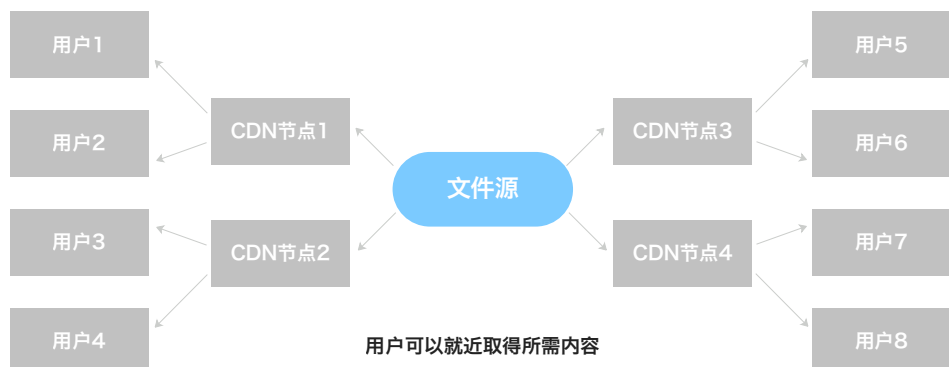 用户1
用户5
CDN节点1
CDN节点3
用户2
用户6
文件源
用户3
用户7
CDN节点2
CDN节点4
用户4
用户8
用户可以就近取得所需内容